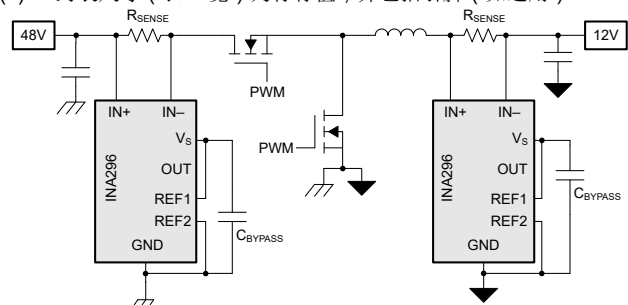 RSENSE
RSENSE
48V
12V
PWM
PWM
IN+
IN–
VS
OUT
REF1
REF2
GND
INA296
CBYPASS
IN+
IN–
VS
OUT
REF1
REF2
GND
INA296
CBYPASS